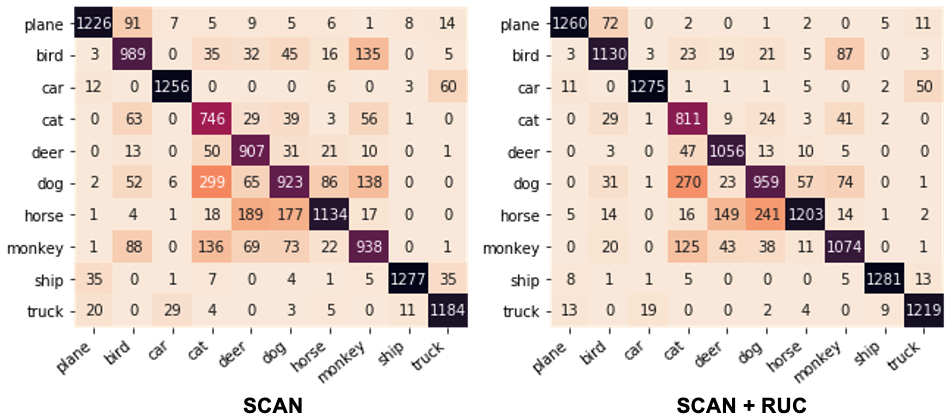 plane 1226 91 7 5 9 5 6 1 8 14
bird 3 989 0 35 32 45 16 135 0 5
car 12 0 1256 0 0 0 6 0 2 60
cat 0 63 0 746 29 39 3 56 1 0
deer 0 13 0 50 907 31 21 10 0 1
dog 2 52 6 299 65 923 86 138 0 0
horse 1 4 1 18 189 177 1134 17 0 0
monkey 1 88 0 136 69 73 22 938 0 1
ship 35 0 1 7 0 4 1 5 1277 35
truck 20 0 29 4 0 3 5 0 11 1184
plane bird car cat deer dog horse monkey ship truck
SCAN
plane 1260 72 0 2 0 1 2 0 5 11
bird 3 1130 3 23 19 21 5 87 0 3
car 11 0 1275 1 1 1 5 0 2 50
cat 0 29 1 811 9 24 3 41 2 0
deer 0 3 0 47 1056 13 10 5 0 0
dog 0 31 1 270 23 959 57 74 0 1
horse 5 14 0 16 149 241 1203 14 1 2
monkey 0 20 0 125 43 38 11 1074 0 1
ship 8 1 1 5 0 0 0 5 1281 13
truck 13 0 19 0 0 2 4 0 9 1219
plane bird car cat deer dog horse monkey ship truck
SCAN + RUC